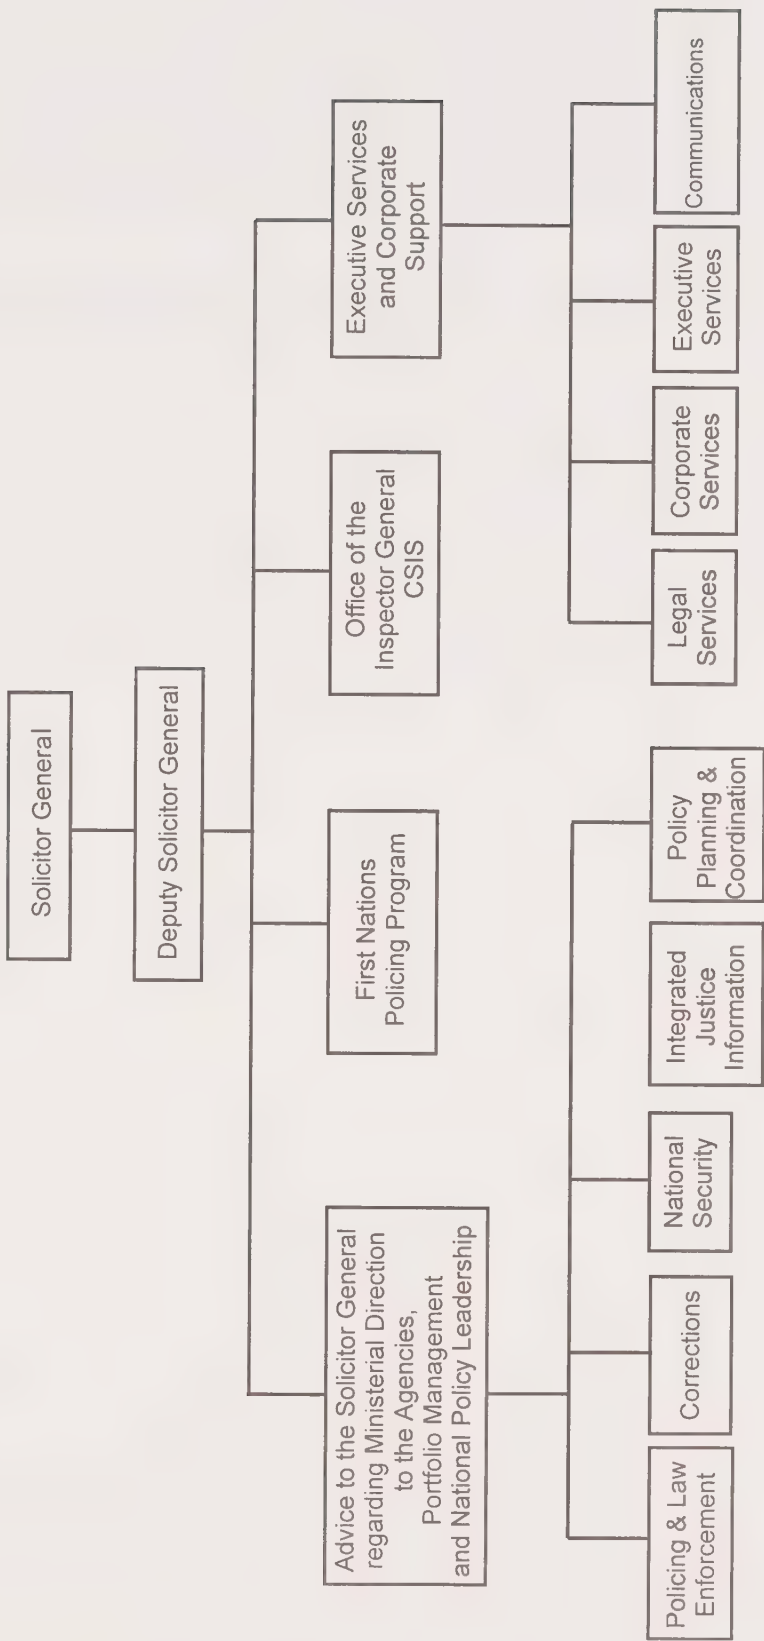 Solicitor General
Deputy Solicitor General
Advice to the Solicitor General
regarding Ministerial Direction
to the Agencies,
Portfolio Management
and National Policy Leadership
First Nations
Policing Program
Office of the
Inspector General
CSIS
Executive Services
and Corporate
Support
Policing & Law
Enforcement
Corrections
National
Security
Integrated
Justice
Information
Policy
Planning &
Coordination
Legal
Services
Corporate
Services
Executive
Services
Communications